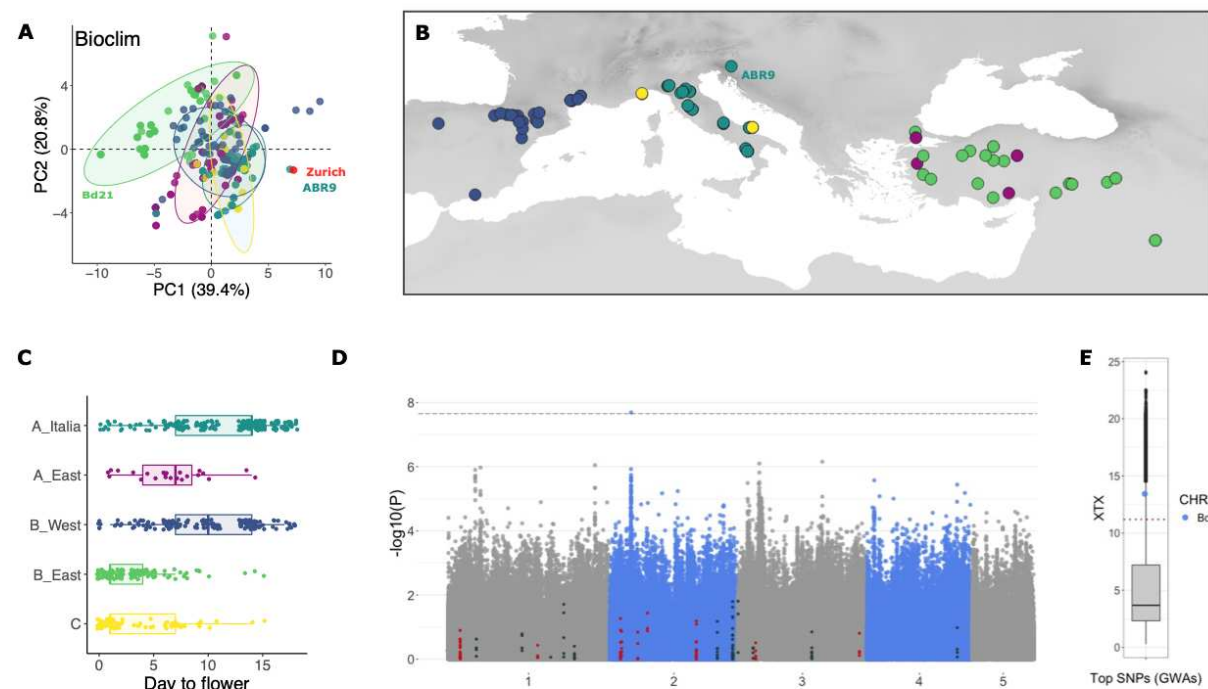 A
Bioclim
PC2 (20.8%)
4
0
−4
Bd21
Zurich
ABR9
−10
−5
0
5
10
PC1 (39.4%)
B
ABR9
C
A_Italia
A_East
B_West
B_East
C
0
5
10
15
Day to flower
D
-log10(P)
8
6
4
2
0
1
2
3
4
5
E
XTX
25
20
15
10
5
0
CHR
Top SNPs (GWAs)